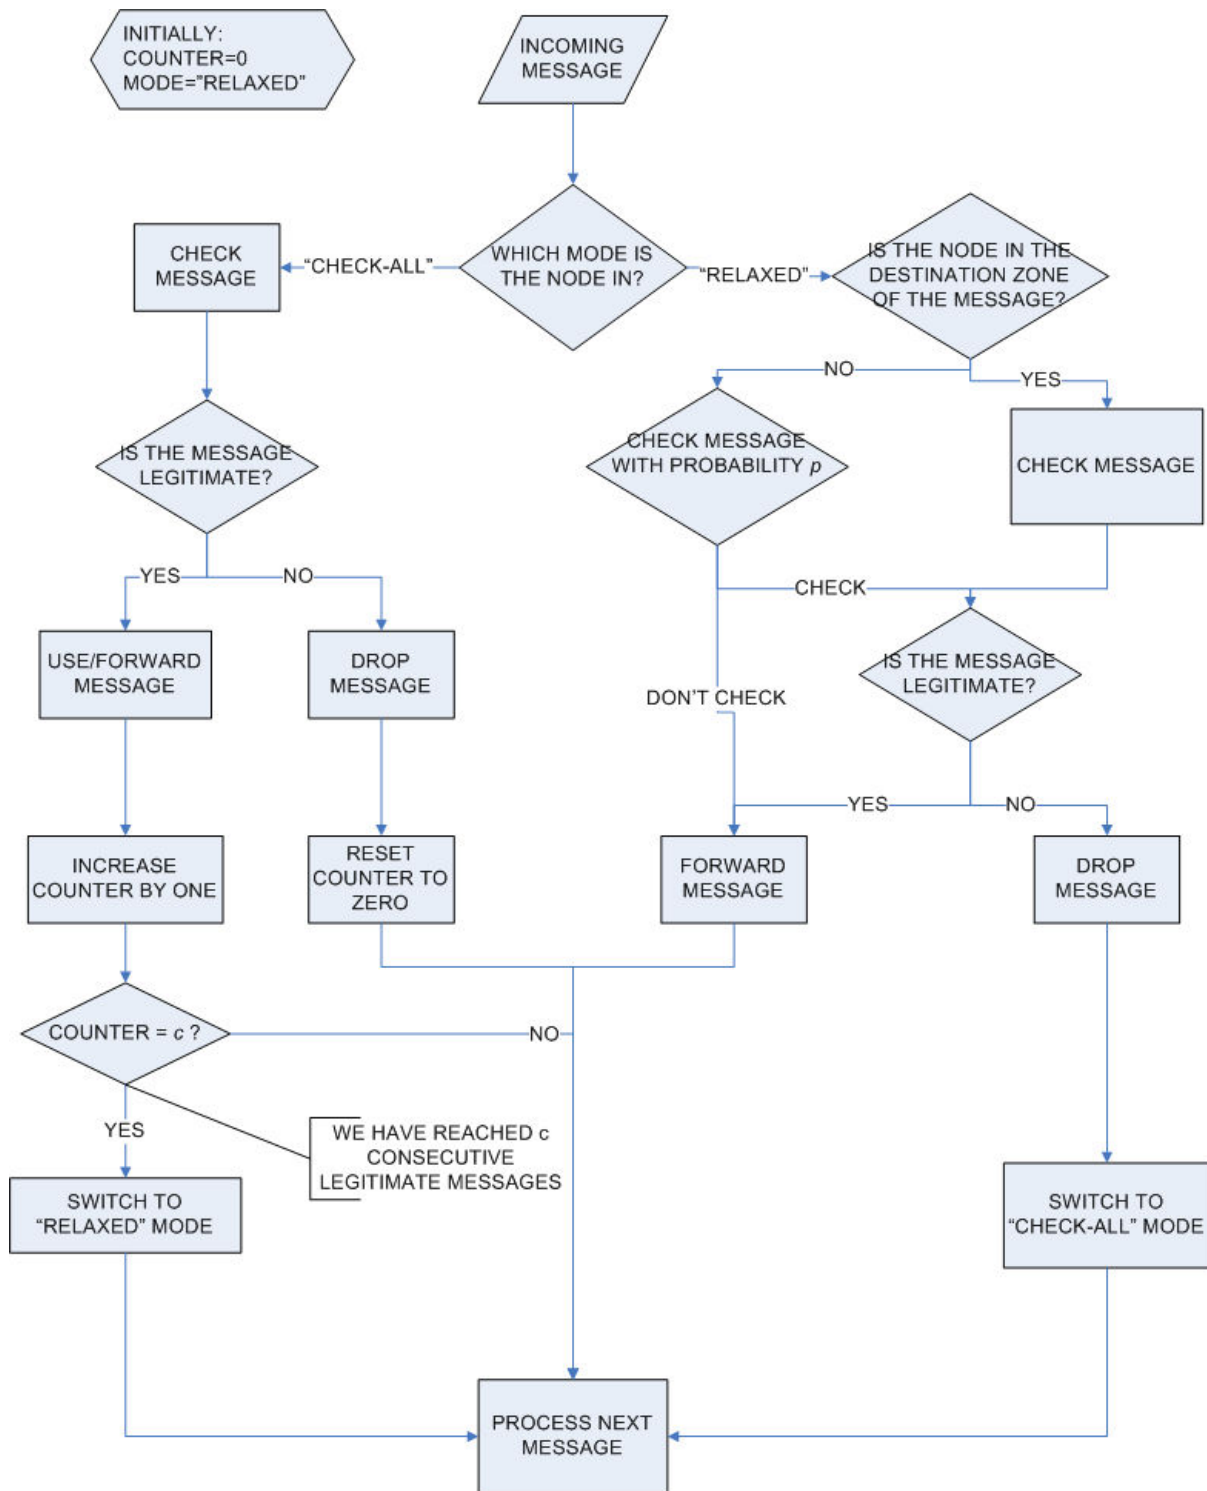 INITIALLY:
COUNTER=0
MODE="RELAXED"
INCOMING
MESSAGE
CHECK
MESSAGE
"CHECK-ALL"
WHICH MODE IS
THE NODE IN?
"RELAXED"
IS THE NODE IN THE
DESTINATION ZONE
OF THE MESSAGE?
NO
YES
IS THE MESSAGE
LEGITIMATE?
CHECK MESSAGE
WITH PROBABILITY p
CHECK MESSAGE
YES
NO
CHECK
USE/FORWARD
MESSAGE
DROP
MESSAGE
DON'T CHECK
IS THE MESSAGE
LEGITIMATE?
YES
NO
INCREASE
COUNTER BY ONE
RESET
COUNTER TO
ZERO
FORWARD
MESSAGE
DROP
MESSAGE
COUNTER = c ?
NO
YES
WE HAVE REACHED c
CONSECUTIVE
LEGITIMATE MESSAGES
SWITCH TO
"RELAXED" MODE
SWITCH TO
"CHECK-ALL" MODE
PROCESS NEXT
MESSAGE